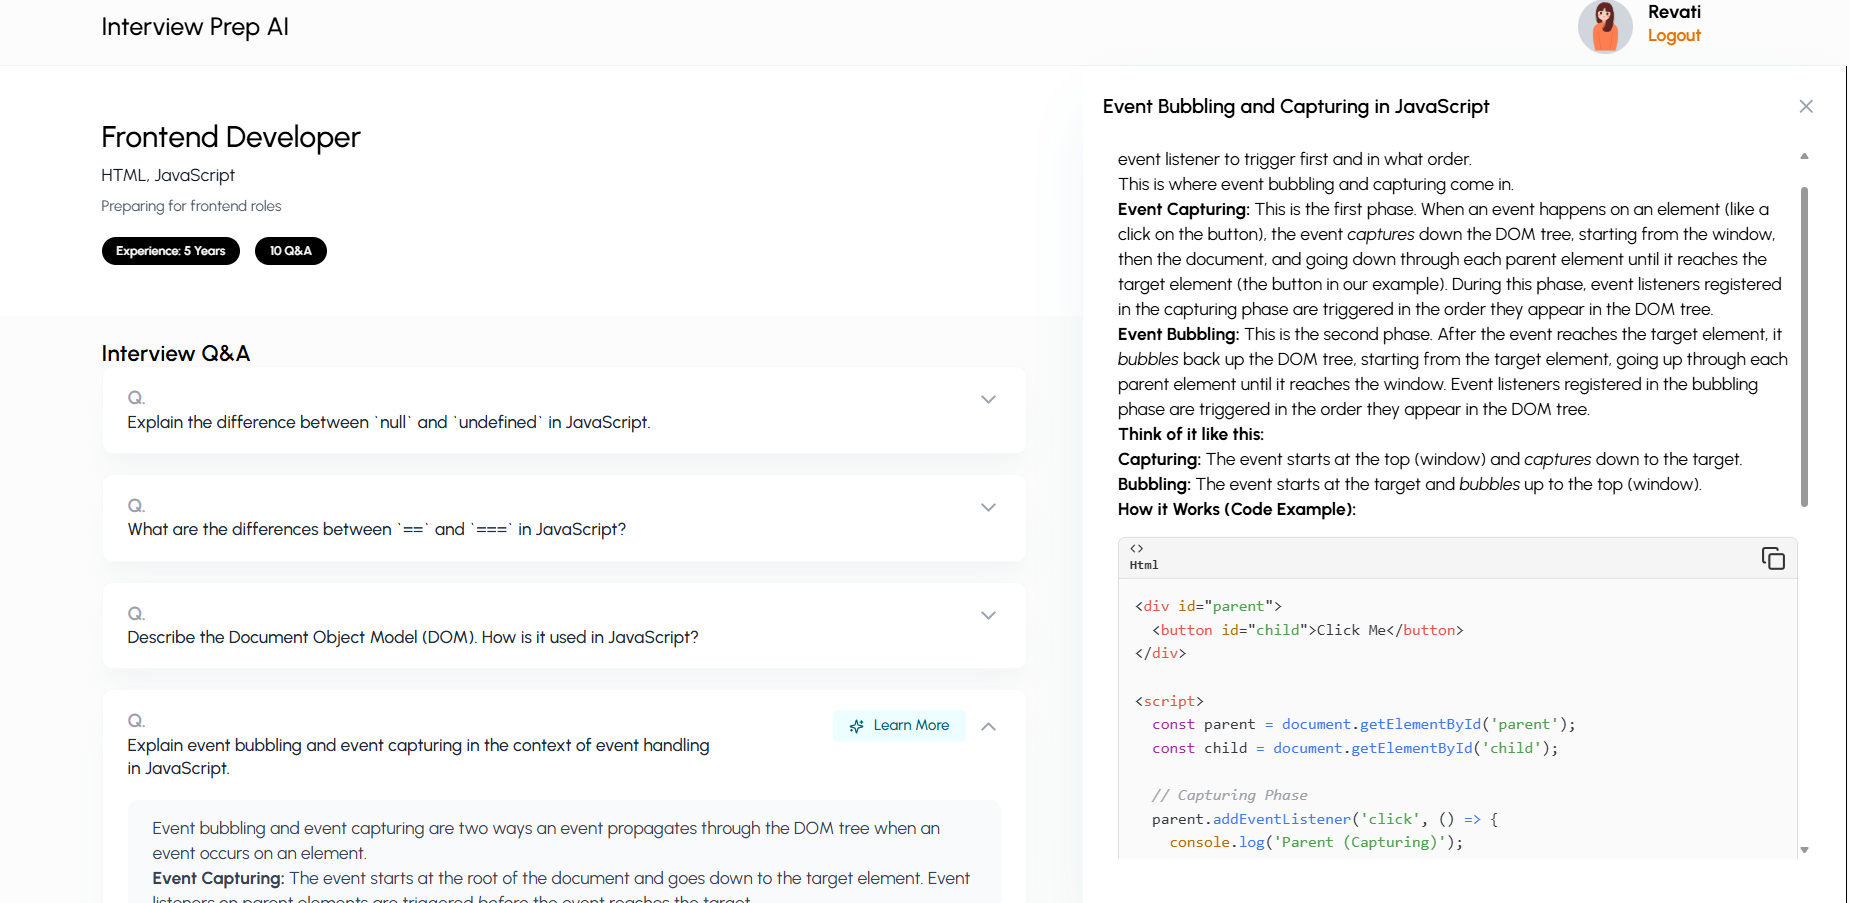 Interview Prep AI
Revati
Logout
Frontend Developer
HTML, JavaScript
Preparing for frontend roles
Experience: 5 Years
10 Q&A
Interview Q&A
Q.
Explain the difference between `null` and `undefined` in JavaScript.
Q.
What are the differences between `==` and `===` in JavaScript?
Q.
Describe the Document Object Model (DOM). How is it used in JavaScript?
Q.
Learn More
Explain event bubbling and event capturing in the context of event handling
in JavaScript.
Event bubbling and event capturing are two ways an event propagates through the DOM tree when an
event occurs on an element.
Event Capturing: The event starts at the root of the document and goes down to the target element. Event
listeners on parent elements are triggered before the event reaches the target.
Event Bubbling and Capturing in JavaScript
event listener to trigger first and in what order.
This is where event bubbling and capturing come in.
Event Capturing: This is the first phase. When an event happens on an element (like a
click on the button), the event captures down the DOM tree, starting from the window,
then the document, and going down through each parent element until it reaches the
target element (the button in our example). During this phase, event listeners registered
in the capturing phase are triggered in the order they appear in the DOM tree.
Event Bubbling: This is the second phase. After the event reaches the target element, it
bubbles back up the DOM tree, starting from the target element, going up through each
parent element until it reaches the window. Event listeners registered in the bubbling
phase are triggered in the order they appear in the DOM tree.
Think of it like this:
Capturing: The event starts at the top (window) and captures down to the target.
Bubbling: The event starts at the target and bubbles up to the top (window).
How it Works (Code Example):
<>
Html
<div id="parent">
  <button id="child">Click Me</button>
</div>
<script>
  const parent = document.getElementById('parent');
  const child = document.getElementById('child');
  // Capturing Phase
  parent.addEventListener('click', () => {
    console.log('Parent (Capturing)');